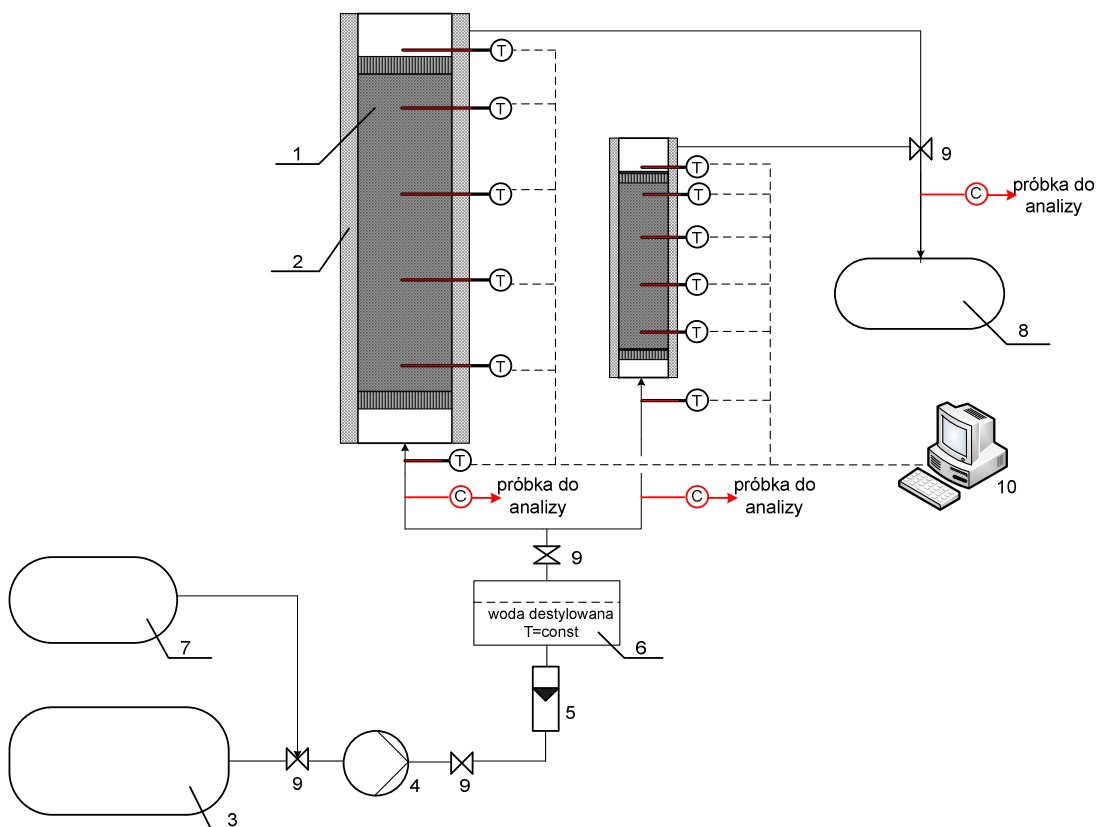 T
T
1
T
9
T
próbka do
analizy
C
T
T
2
T
T
T
8
T
T
T
T
10
próbka do
analizy
C
próbka do
analizy
C
9
woda destylowana
T=const
6
7
5
9
4
9
3